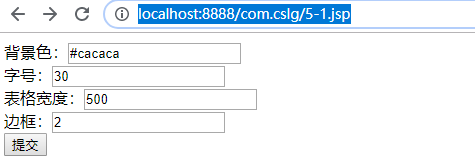 localhost:8888/com.cslg/5-1.jsp
背景色：#cacaca
字号：30
表格宽度：500
边框：2
提交